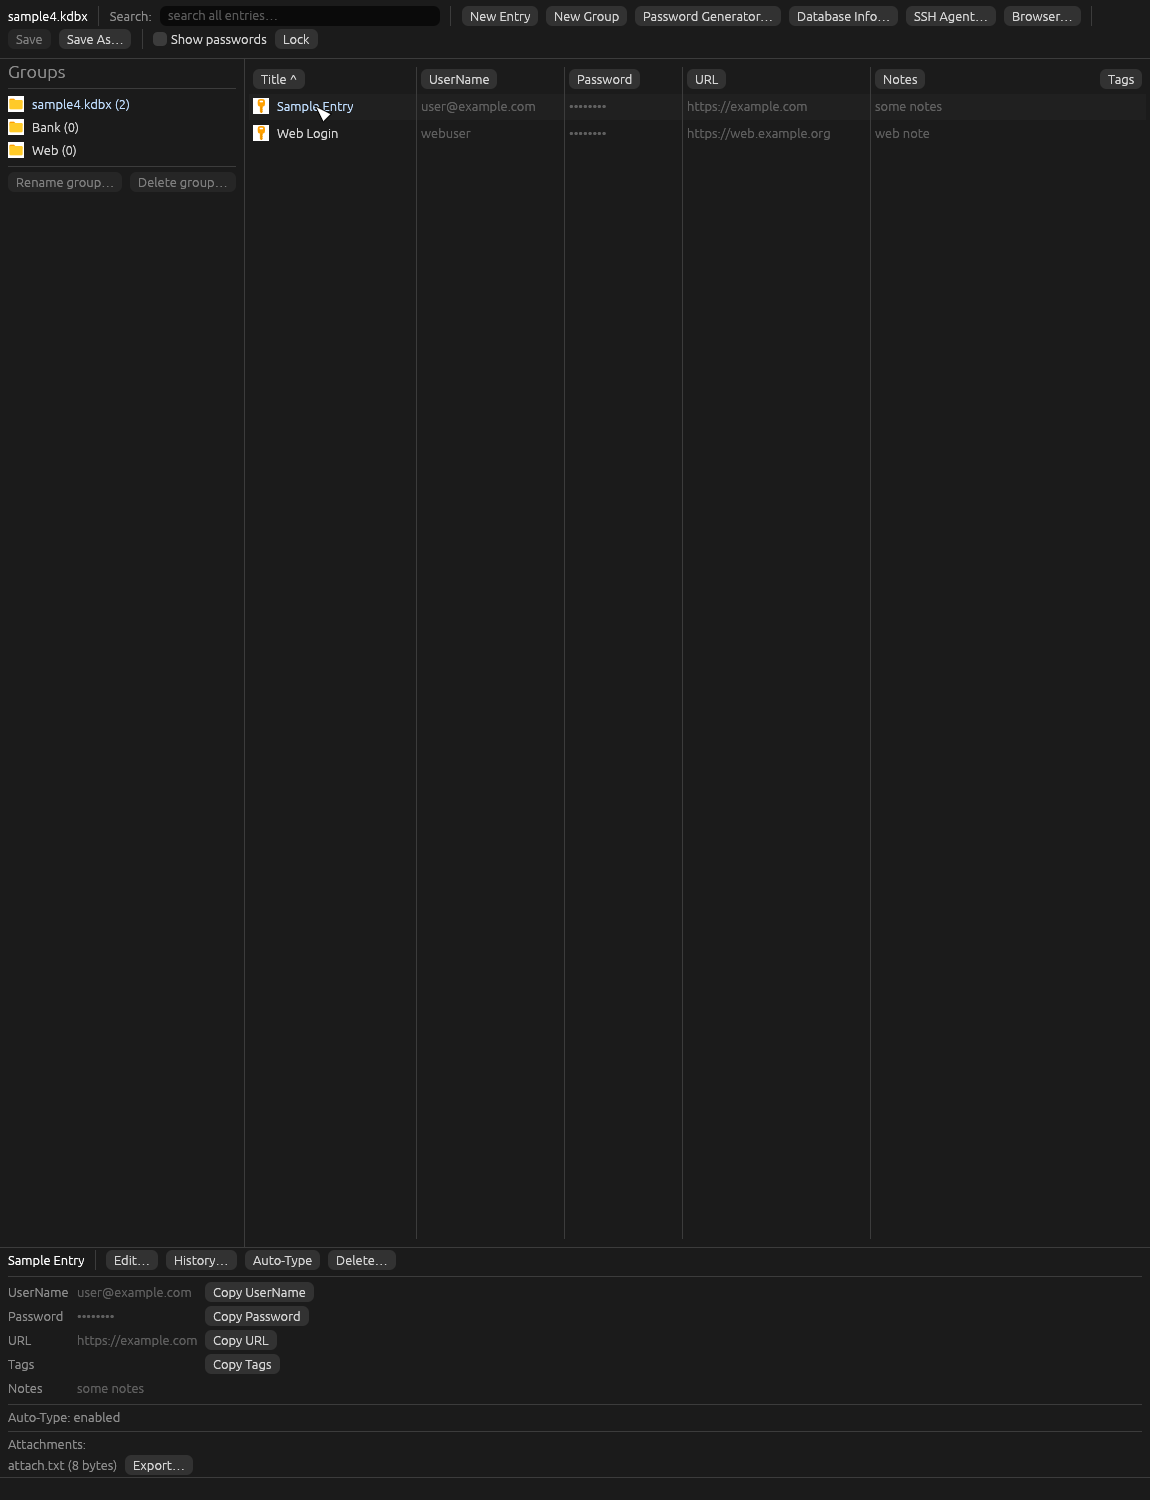 sample4.kdbx Search: search all entries... New Entry New Group Password Generator... Database Info... SSH Agent... Browser...
Save Save As... Show passwords Lock
Groups
sample4.kdbx (2)
Bank (0)
Web (0)
Rename group... Delete group...
Title ^ UserName Password URL Notes Tags
Sample Entry user@example.com •••••••• https://example.com some notes
Web Login webuser •••••••• https://web.example.org web note
Sample Entry Edit... History... Auto-Type Delete...
UserName user@example.com Copy UserName
Password •••••••• Copy Password
URL https://example.com Copy URL
Tags Copy Tags
Notes some notes
Auto-Type: enabled
Attachments:
attach.txt (8 bytes) Export...